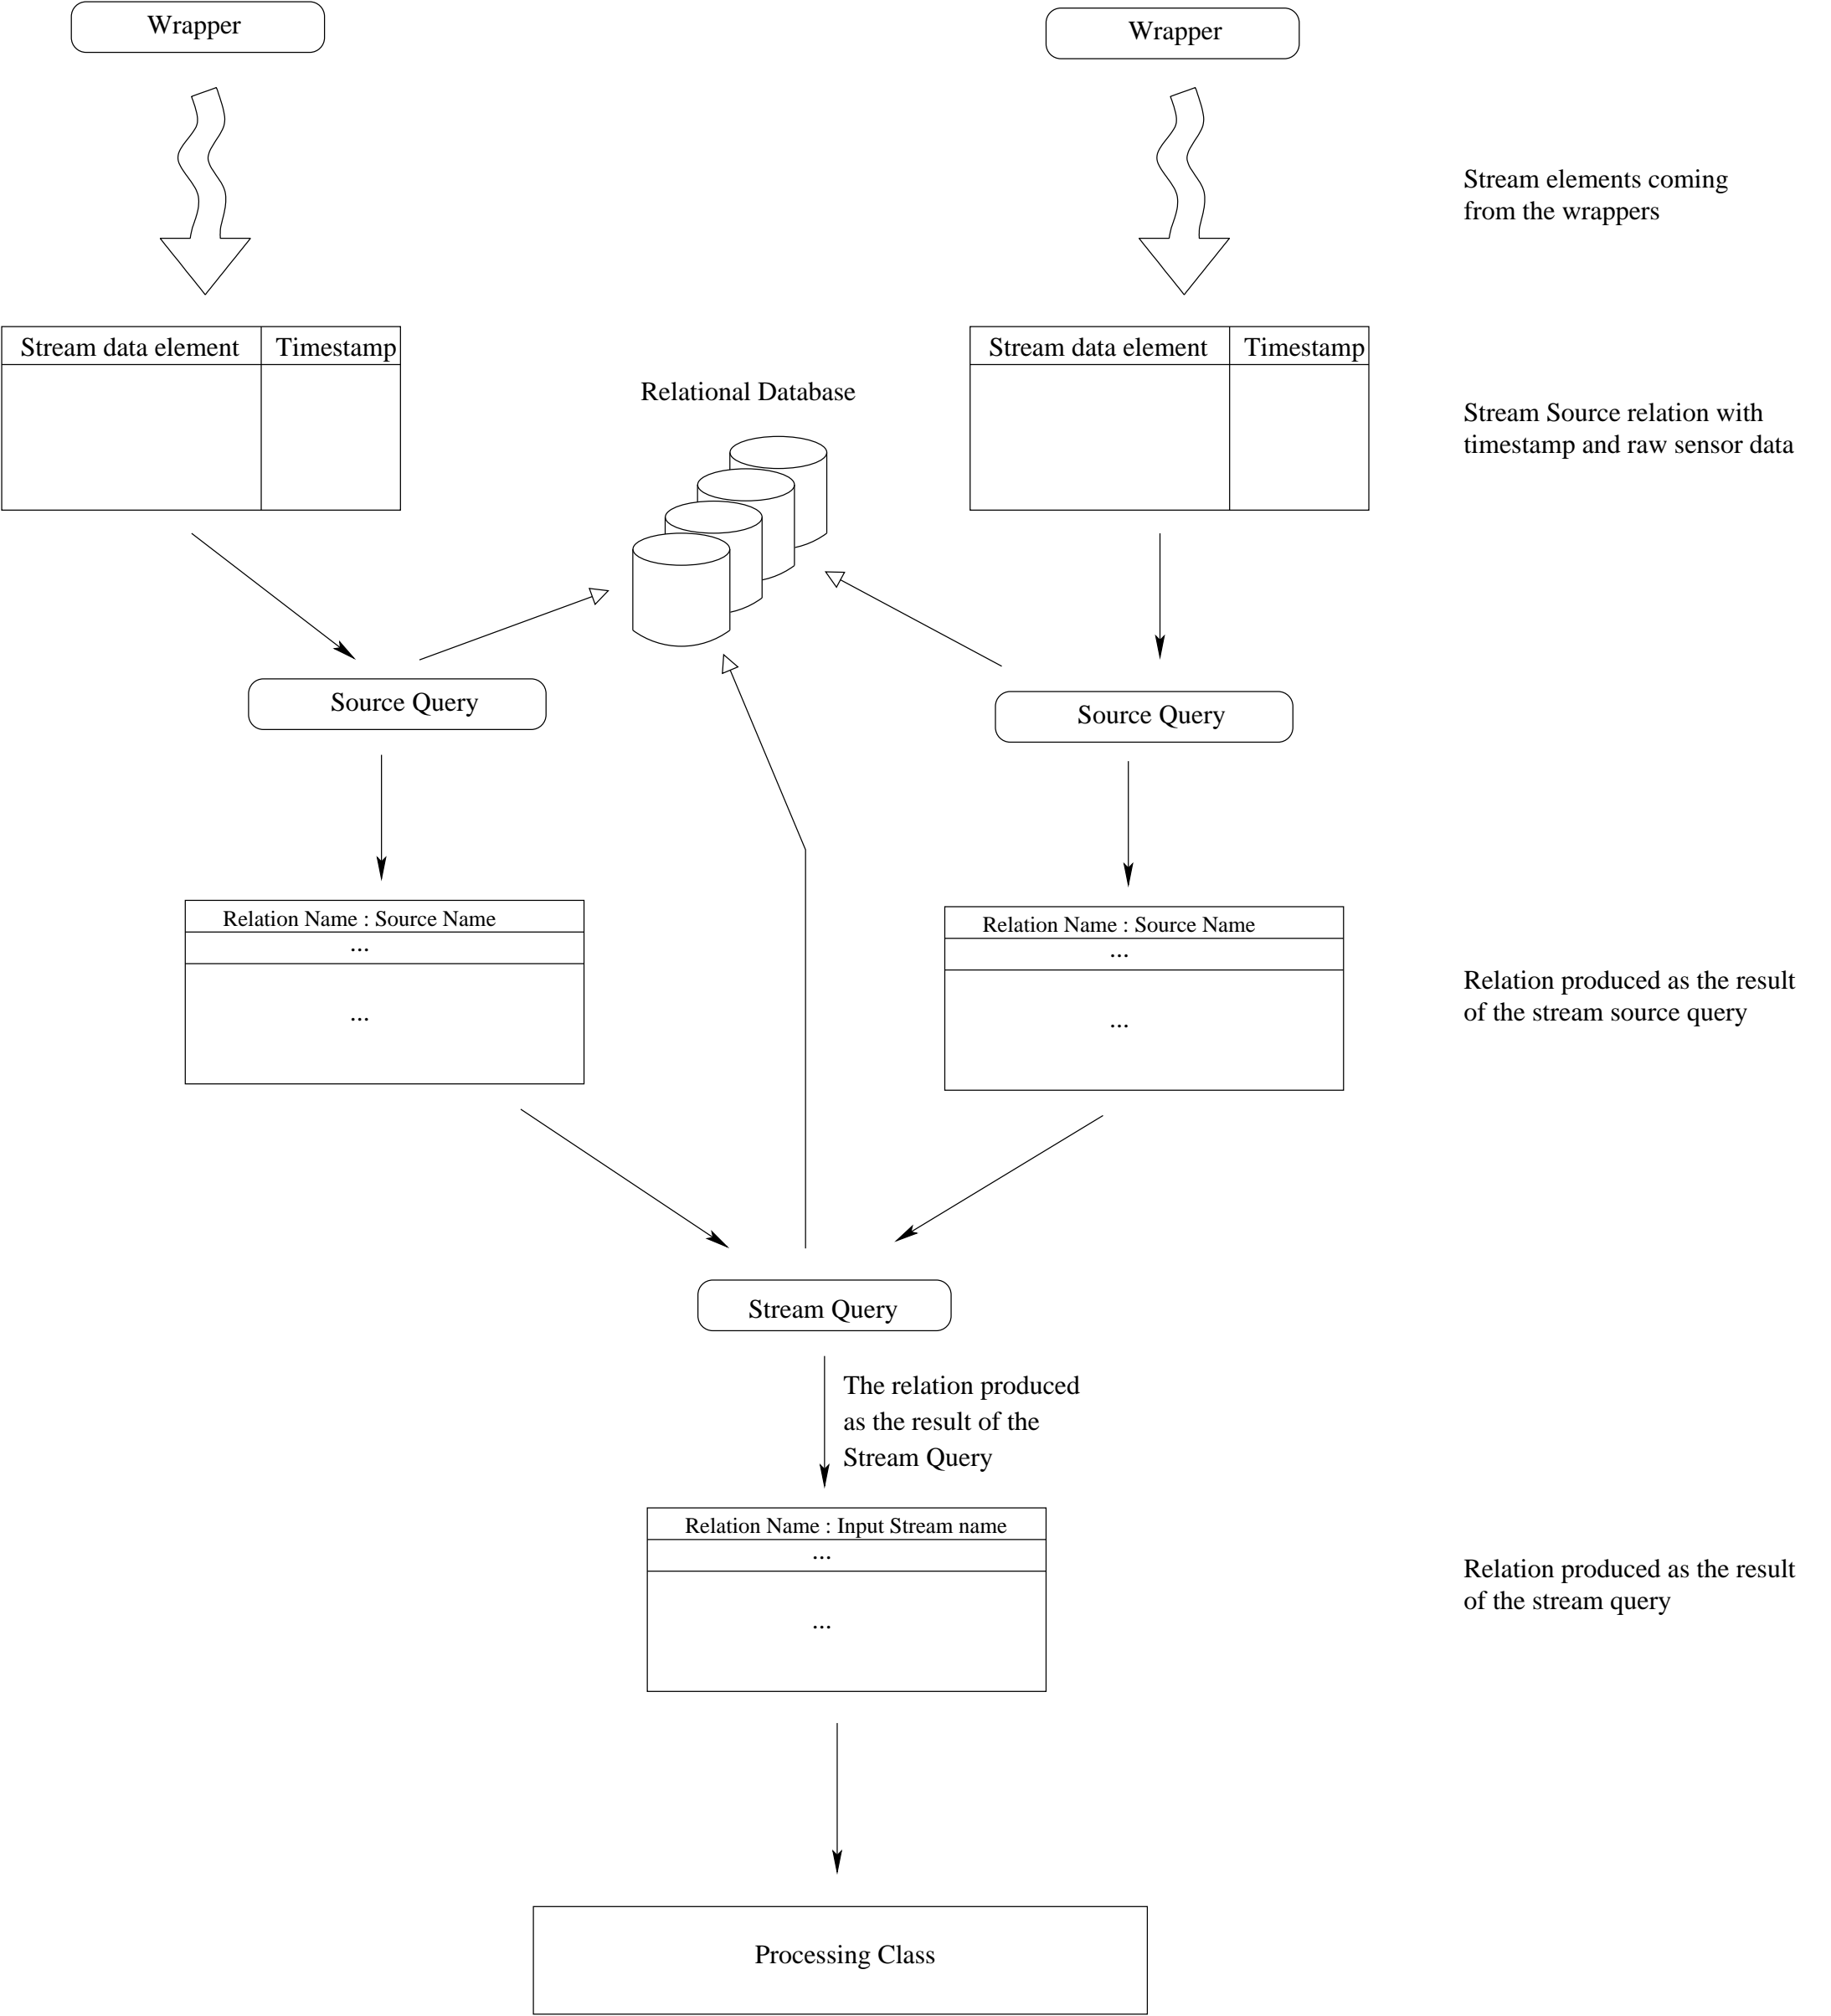 Wrapper
Wrapper
Stream elements coming
from the wrappers
Stream data element Timestamp
Stream data element Timestamp
Relational Database
Stream Source relation with
timestamp and raw sensor data
Source Query
Source Query
Relation Name : Source Name
...
...
Relation Name : Source Name
...
...
Relation produced as the result
of the stream source query
Stream Query
The relation produced
as the result of the
Stream Query
Relation Name : Input Stream name
...
...
Relation produced as the result
of the stream query
Processing Class